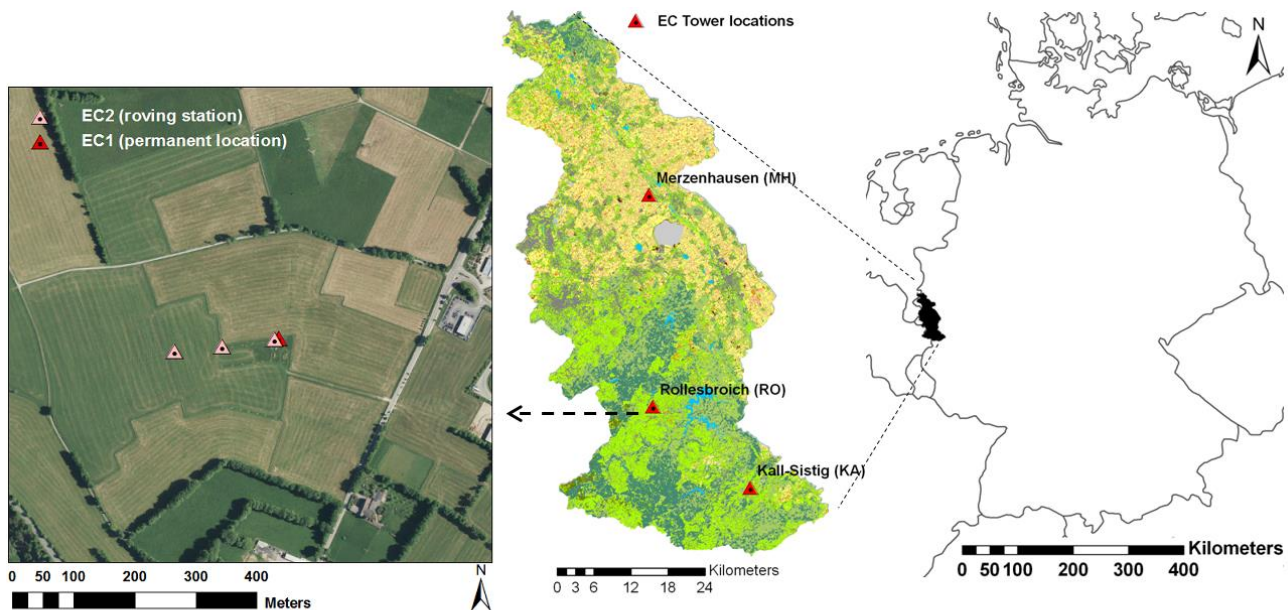 EC2 (roving station)
EC1 (permanent location)
0 50 100 200 300 400
Meters
N
EC Tower locations
Merzenhausen (MH)
Rollesbroich (RO)
Kall-Sistig (KA)
Kilometers
0 3 6 12 18 24
N
Kilometers
0 50 100 200 300 400